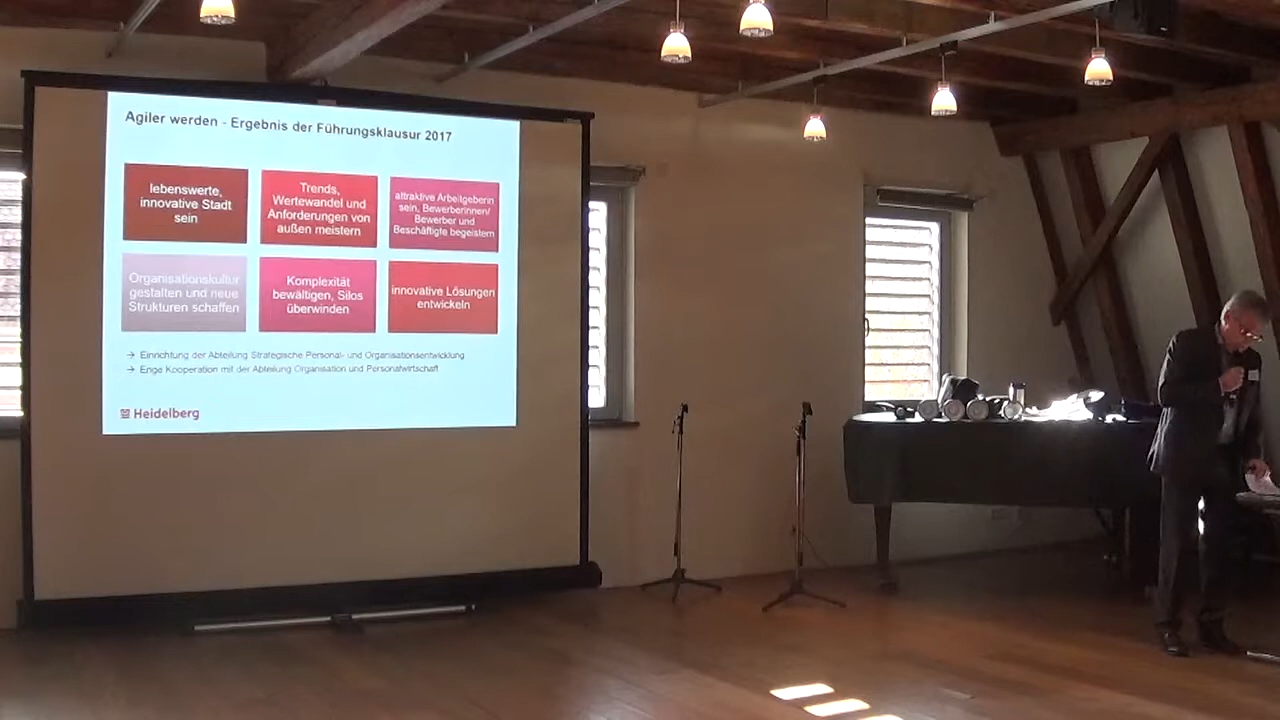 Agiler werden - Ergebnis der Führungsklausur 2017
lebenswerte,
innovative Stadt
sein
Trends,
Wertewandel und
Anforderungen von
außen meistern
attraktive Arbeitgeberin
sein, Bewerberinnen/
Bewerber und
Beschäftigte begeistern
Organisationskultur
gestalten und neue
Strukturen schaffen
Komplexität
bewältigen, Silos
überwinden
innovative Lösungen
entwickeln
→ Einrichtung der Abteilung Strategische Personal- und Organisationsentwicklung
→ Enge Kooperation mit der Abteilung Organisation und Personalwirtschaft
Heidelberg